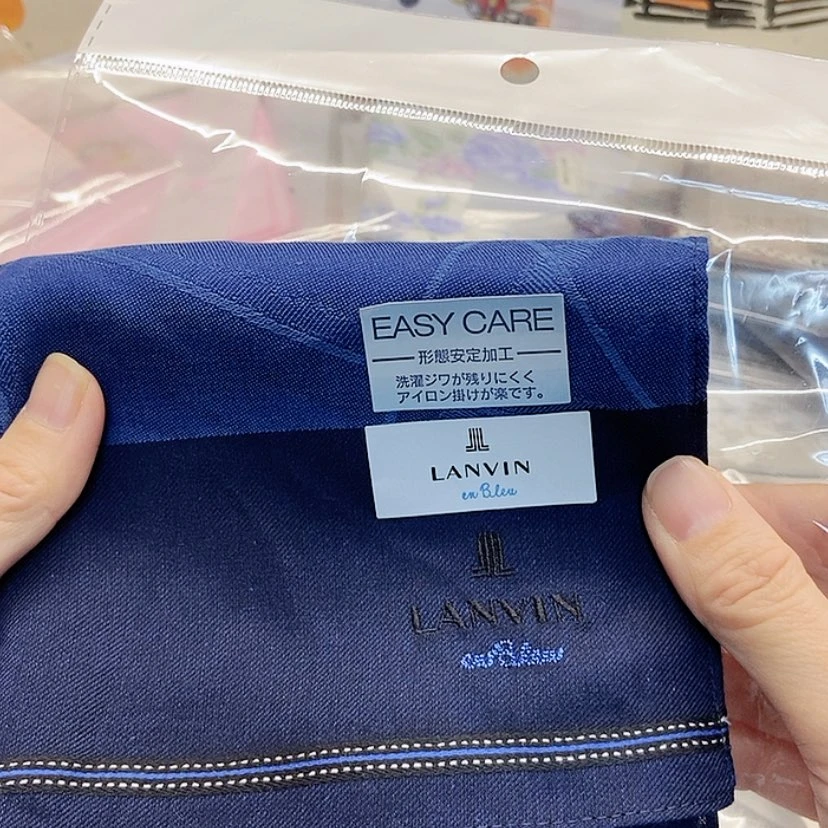 EASY CARE
形態安定加工
洗濯ジワが残りにくく
アイロン掛けが楽です。
LANVIN
en Bleu
LANVIN
en Bleu